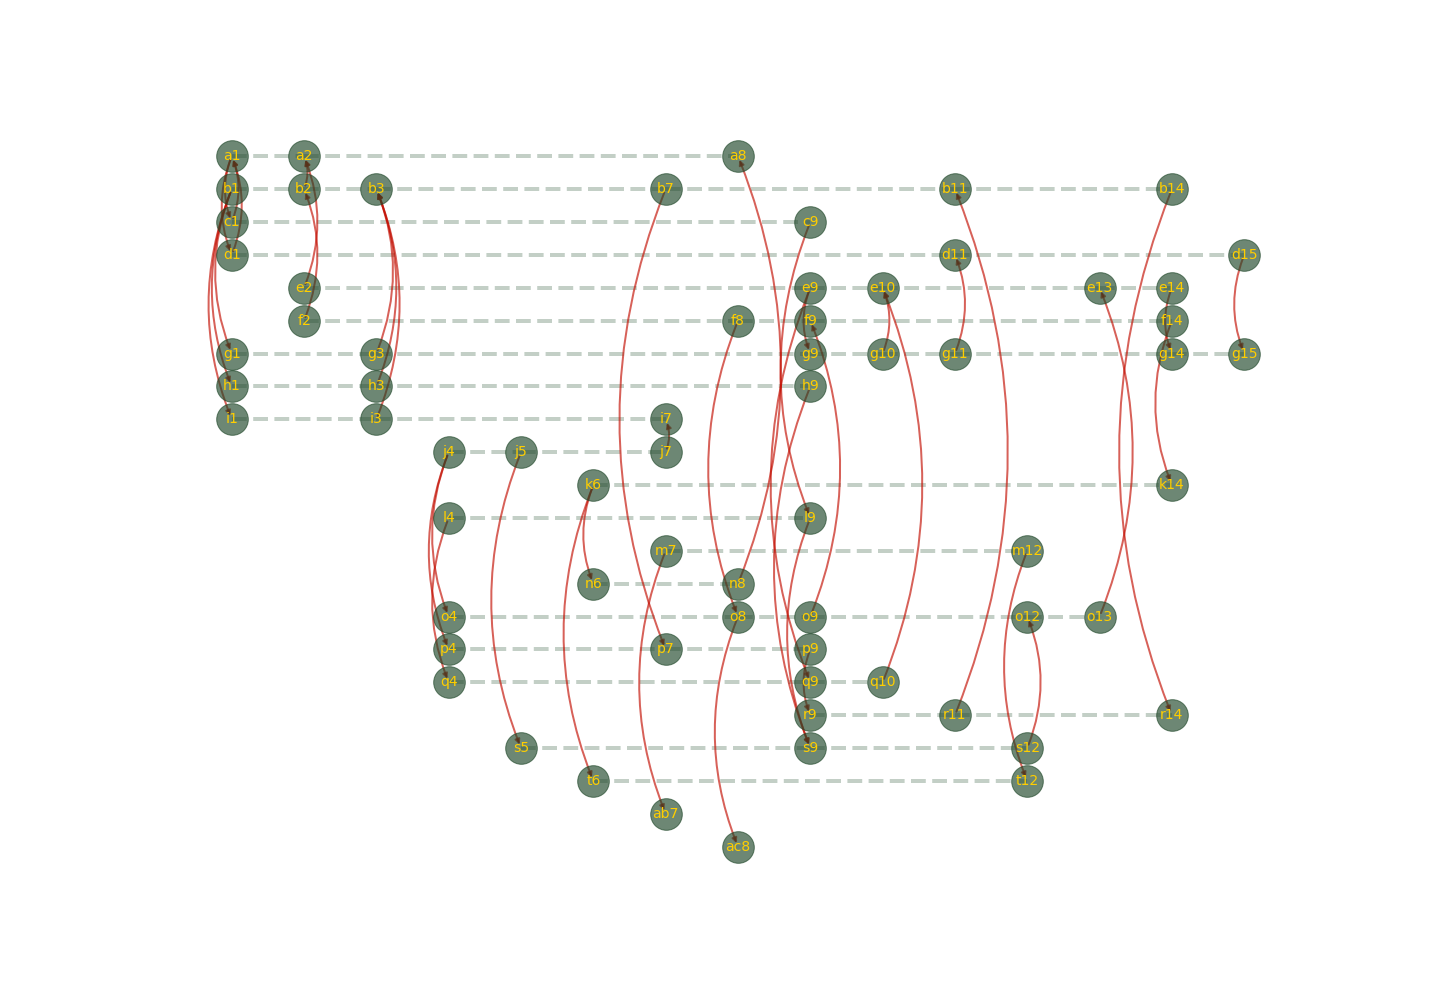 a1 a2 a8
b1 b2 b3 b7 b11 b14
c1 c9
d1 d11 d15
e2 e9 e10 e13 e14
f2 f8 f9 f14
g1 g3 g9 g10 g11 g14 g15
h1 h3 h9
i1 i3 i7
j4 j5 j7
k6 k14
l4 l9
m7 m12
n6 n8
o4 o8 o9 o12 o13
p4 p7 p9
q4 q9 q10
r9 r11 r14
s5 s9 s12
t6 t12
ab7
ac8